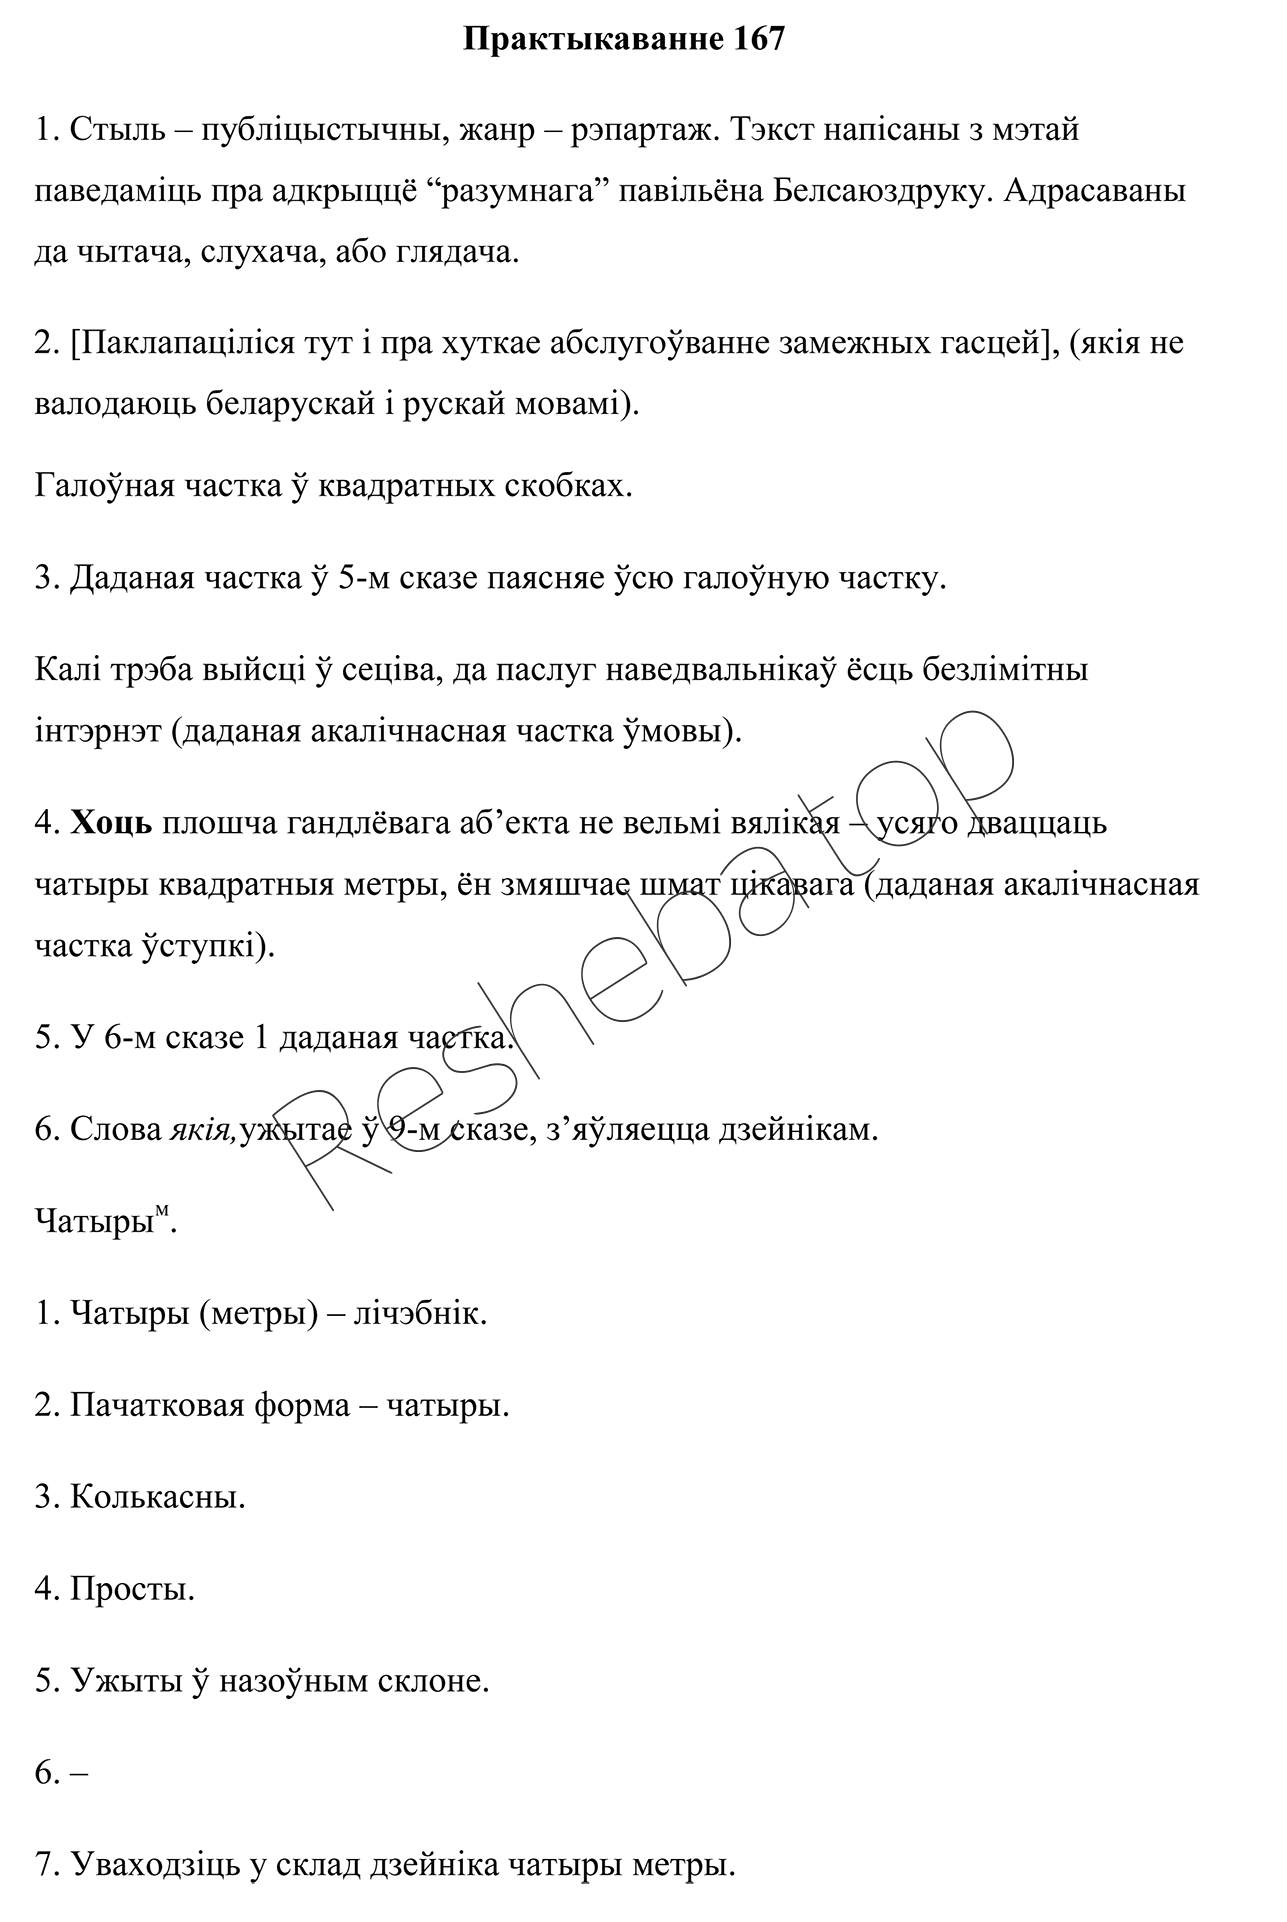 Практыкаванне 167
1. Стыль – публіцыстычны, жанр – рэпартаж. Тэкст напісаны з мэтай
паведаміць пра адкрыццё “разумнага” павільёна Белсаюздруку. Адрасаваны
да чытача, слухача, або глядача.
2. [Паклапаціліся тут і пра хуткае абслугоўванне замежных гасцей], (якія не
валодаюць беларускай і рускай мовамі).
Галоўная частка ў квадратных скобках.
3. Даданая частка ў 5-м сказе паясняе ўсю галоўную частку.
Калі трэба выйсці ў сеціва, да паслуг наведвальнікаў ёсць безлімітны
інтэрнэт (даданая акалічнасная частка ўмовы).
4. Хоць плошча гандлёвага аб’екта не вельмі вялікая – усяго дваццаць
чатыры квадратныя метры, ён змяшчае шмат цікавага (даданая акалічнасная
частка ўступкі).
5. У 6-м сказе 1 даданая частка.
6. Слова якія,ужытае ў 9-м сказе, з’яўляецца дзейнікам.
Чатырыᴹ.
1. Чатыры (метры) – лічэбнік.
2. Пачатковая форма – чатыры.
3. Колькасны.
4. Просты.
5. Ужыты ў назоўным склоне.
6. –
7. Уваходзіць у склад дзейніка чатыры метры.
Resheba.top